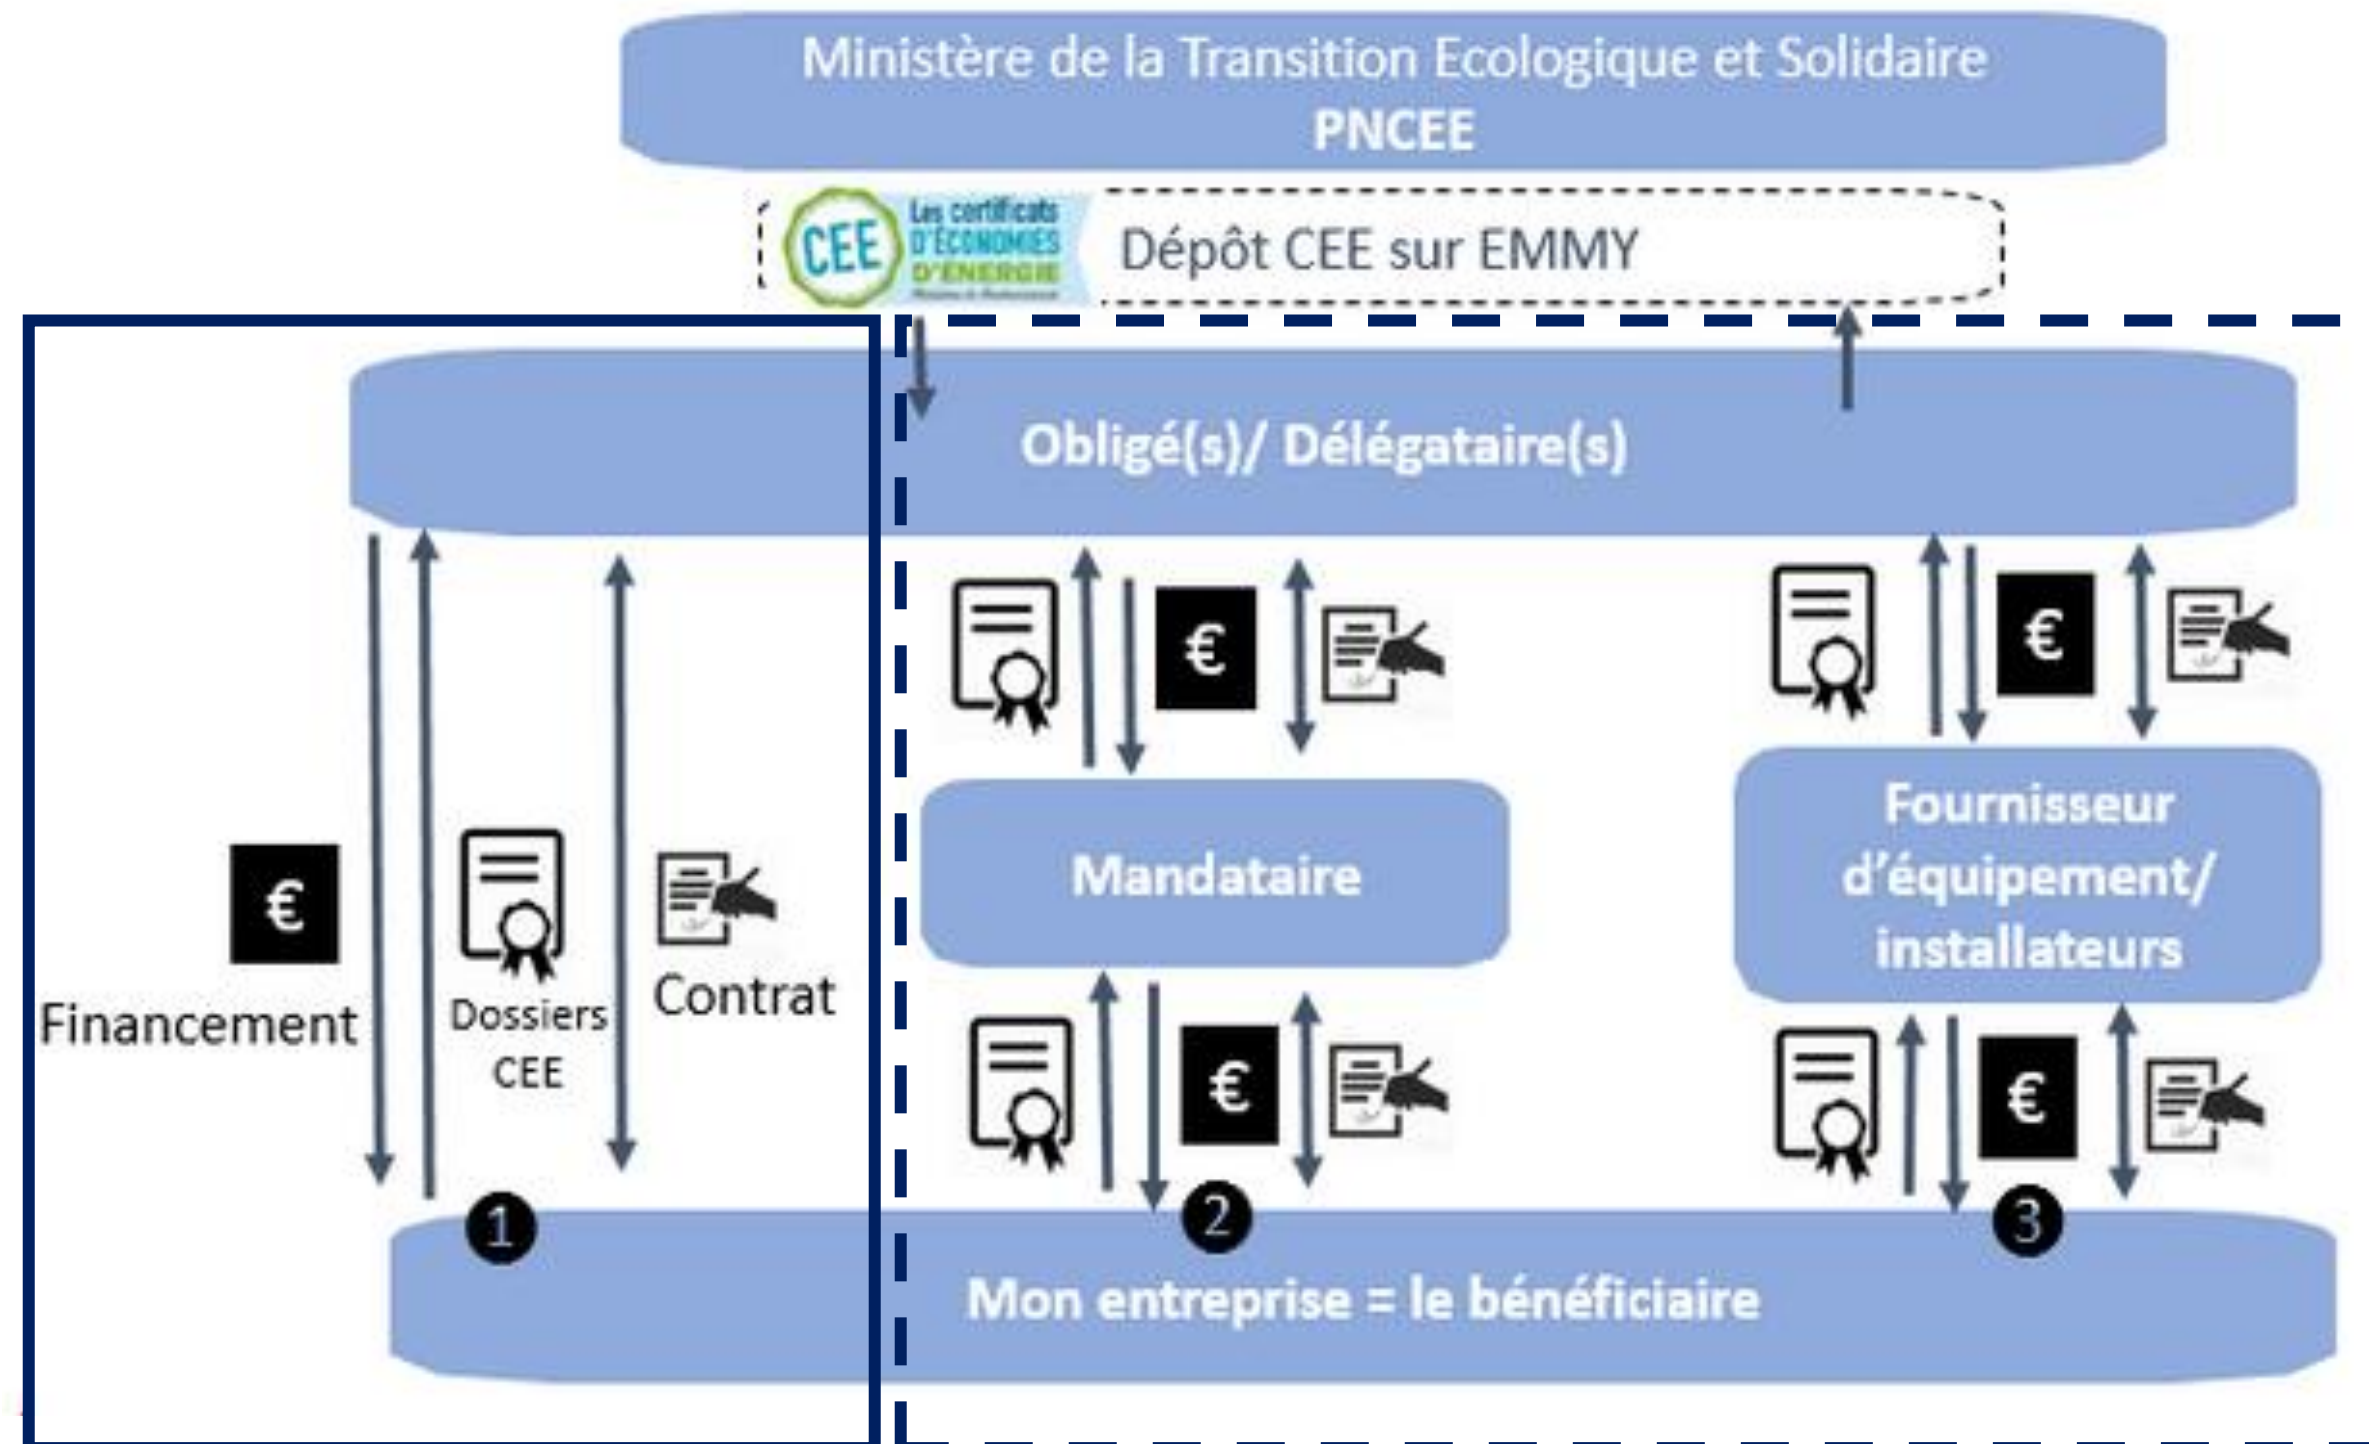 Ministère de la Transition Ecologique et Solidaire
PNCEE
CEE
Les certificats
D'ÉCONOMIES
D'ÉNERGIE
Dépôt CEE sur EMMY
Obligé(s)/ Délégataire(s)
€
€
€
Financement
Dossiers
CEE
Contrat
Mandataire
Fournisseur
d'équipement/
installateurs
€
€
1
2
3
Mon entreprise = le bénéficiaire